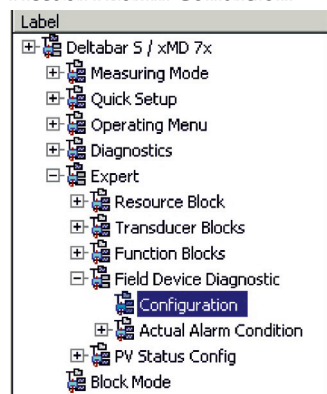 Label
Deltabar S / xMD 7x
Measuring Mode
Quick Setup
Operating Menu
Diagnostics
Expert
Resource Block
Transducer Blocks
Function Blocks
Field Device Diagnostic
Configuration
Actual Alarm Condition
PV Status Config
Block Mode